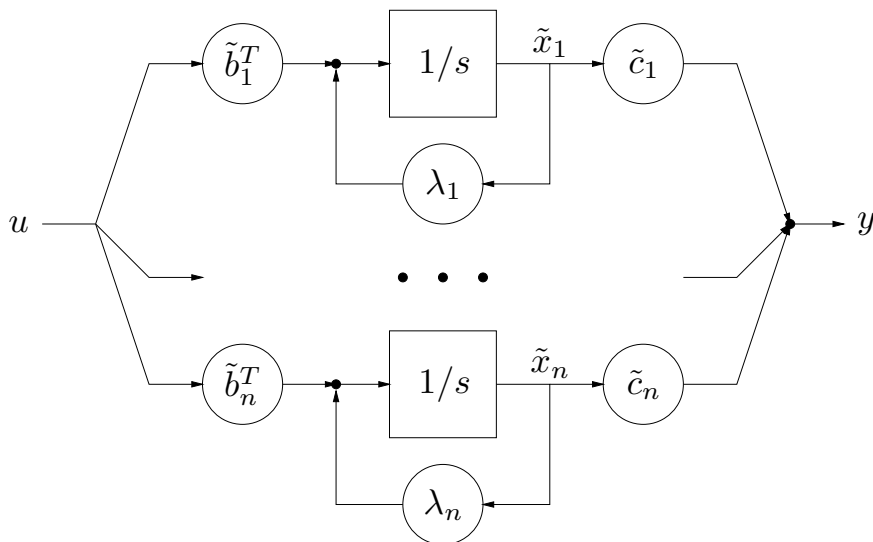 b̃₁ᵀ 1/s x̃₁ c̃₁
λ₁
u y
b̃ₙᵀ 1/s x̃ₙ c̃ₙ
λₙ